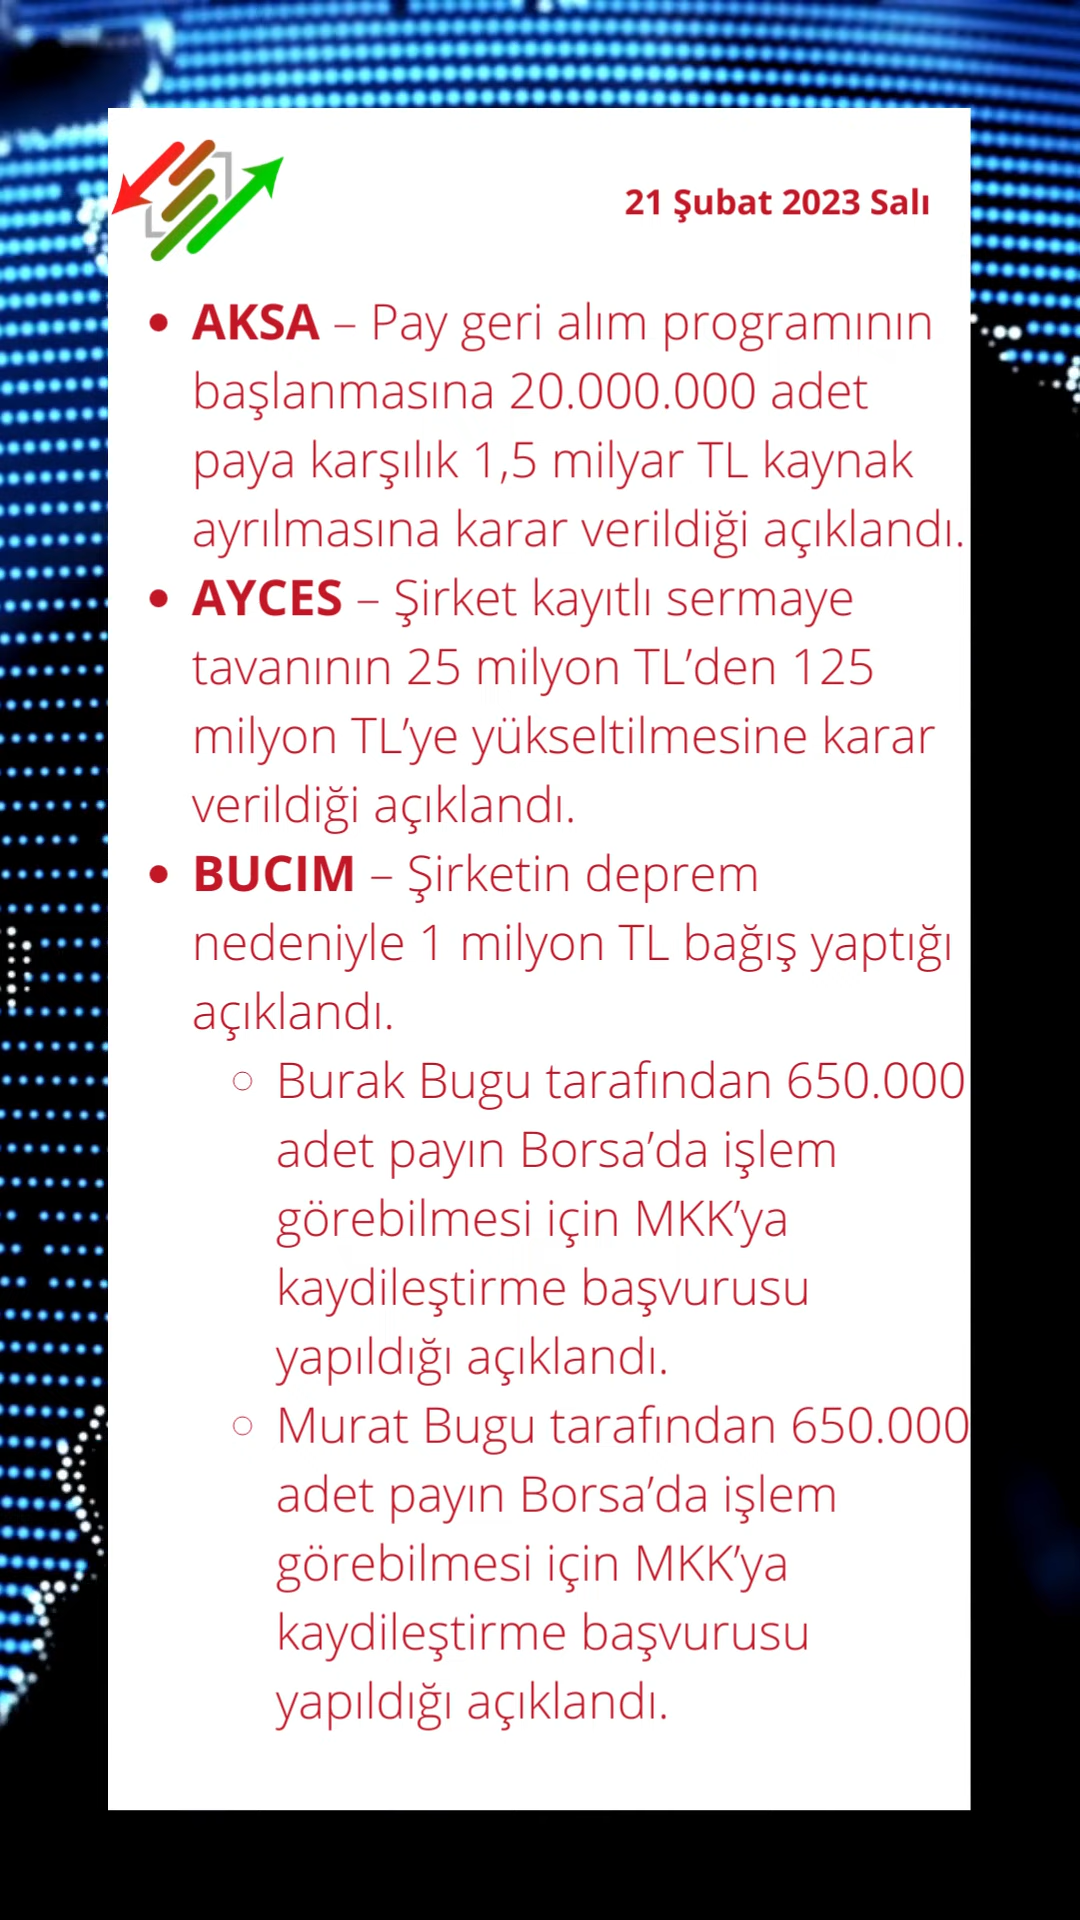 21 Şubat 2023 Salı
• AKSA – Pay geri alım programının
başlanmasına 20.000.000 adet
paya karşılık 1,5 milyar TL kaynak
ayrılmasına karar verildiği açıklandı.
• AYCES – Şirket kayıtlı sermaye
tavanının 25 milyon TL’den 125
milyon TL’ye yükseltilmesine karar
verildiği açıklandı.
• BUCIM – Şirketin deprem
nedeniyle 1 milyon TL bağış yaptığı
açıklandı.
○ Burak Bugu tarafından 650.000
adet payın Borsa’da işlem
görebilmesi için MKK’ya
kaydileştirme başvurusu
yapıldığı açıklandı.
○ Murat Bugu tarafından 650.000
adet payın Borsa’da işlem
görebilmesi için MKK’ya
kaydileştirme başvurusu
yapıldığı açıklandı.